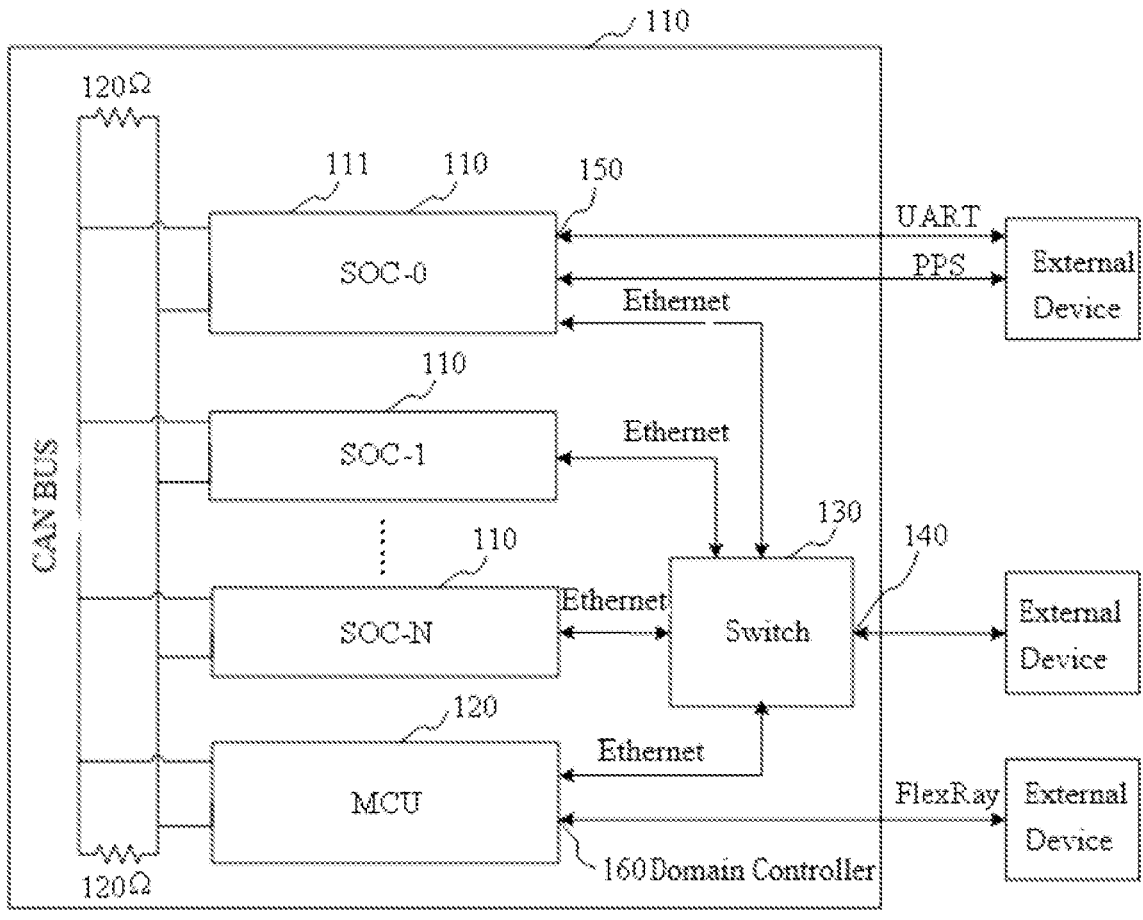 110
120Ω
111
110
150
SOC-0
UART
PPS
External
Device
Ethernet
110
SOC-1
Ethernet
CAN BUS
130
140
110
SOC-N
Ethernet
Switch
External
Device
120
MCU
Ethernet
FlexRay
External
Device
160 Domain Controller
120Ω